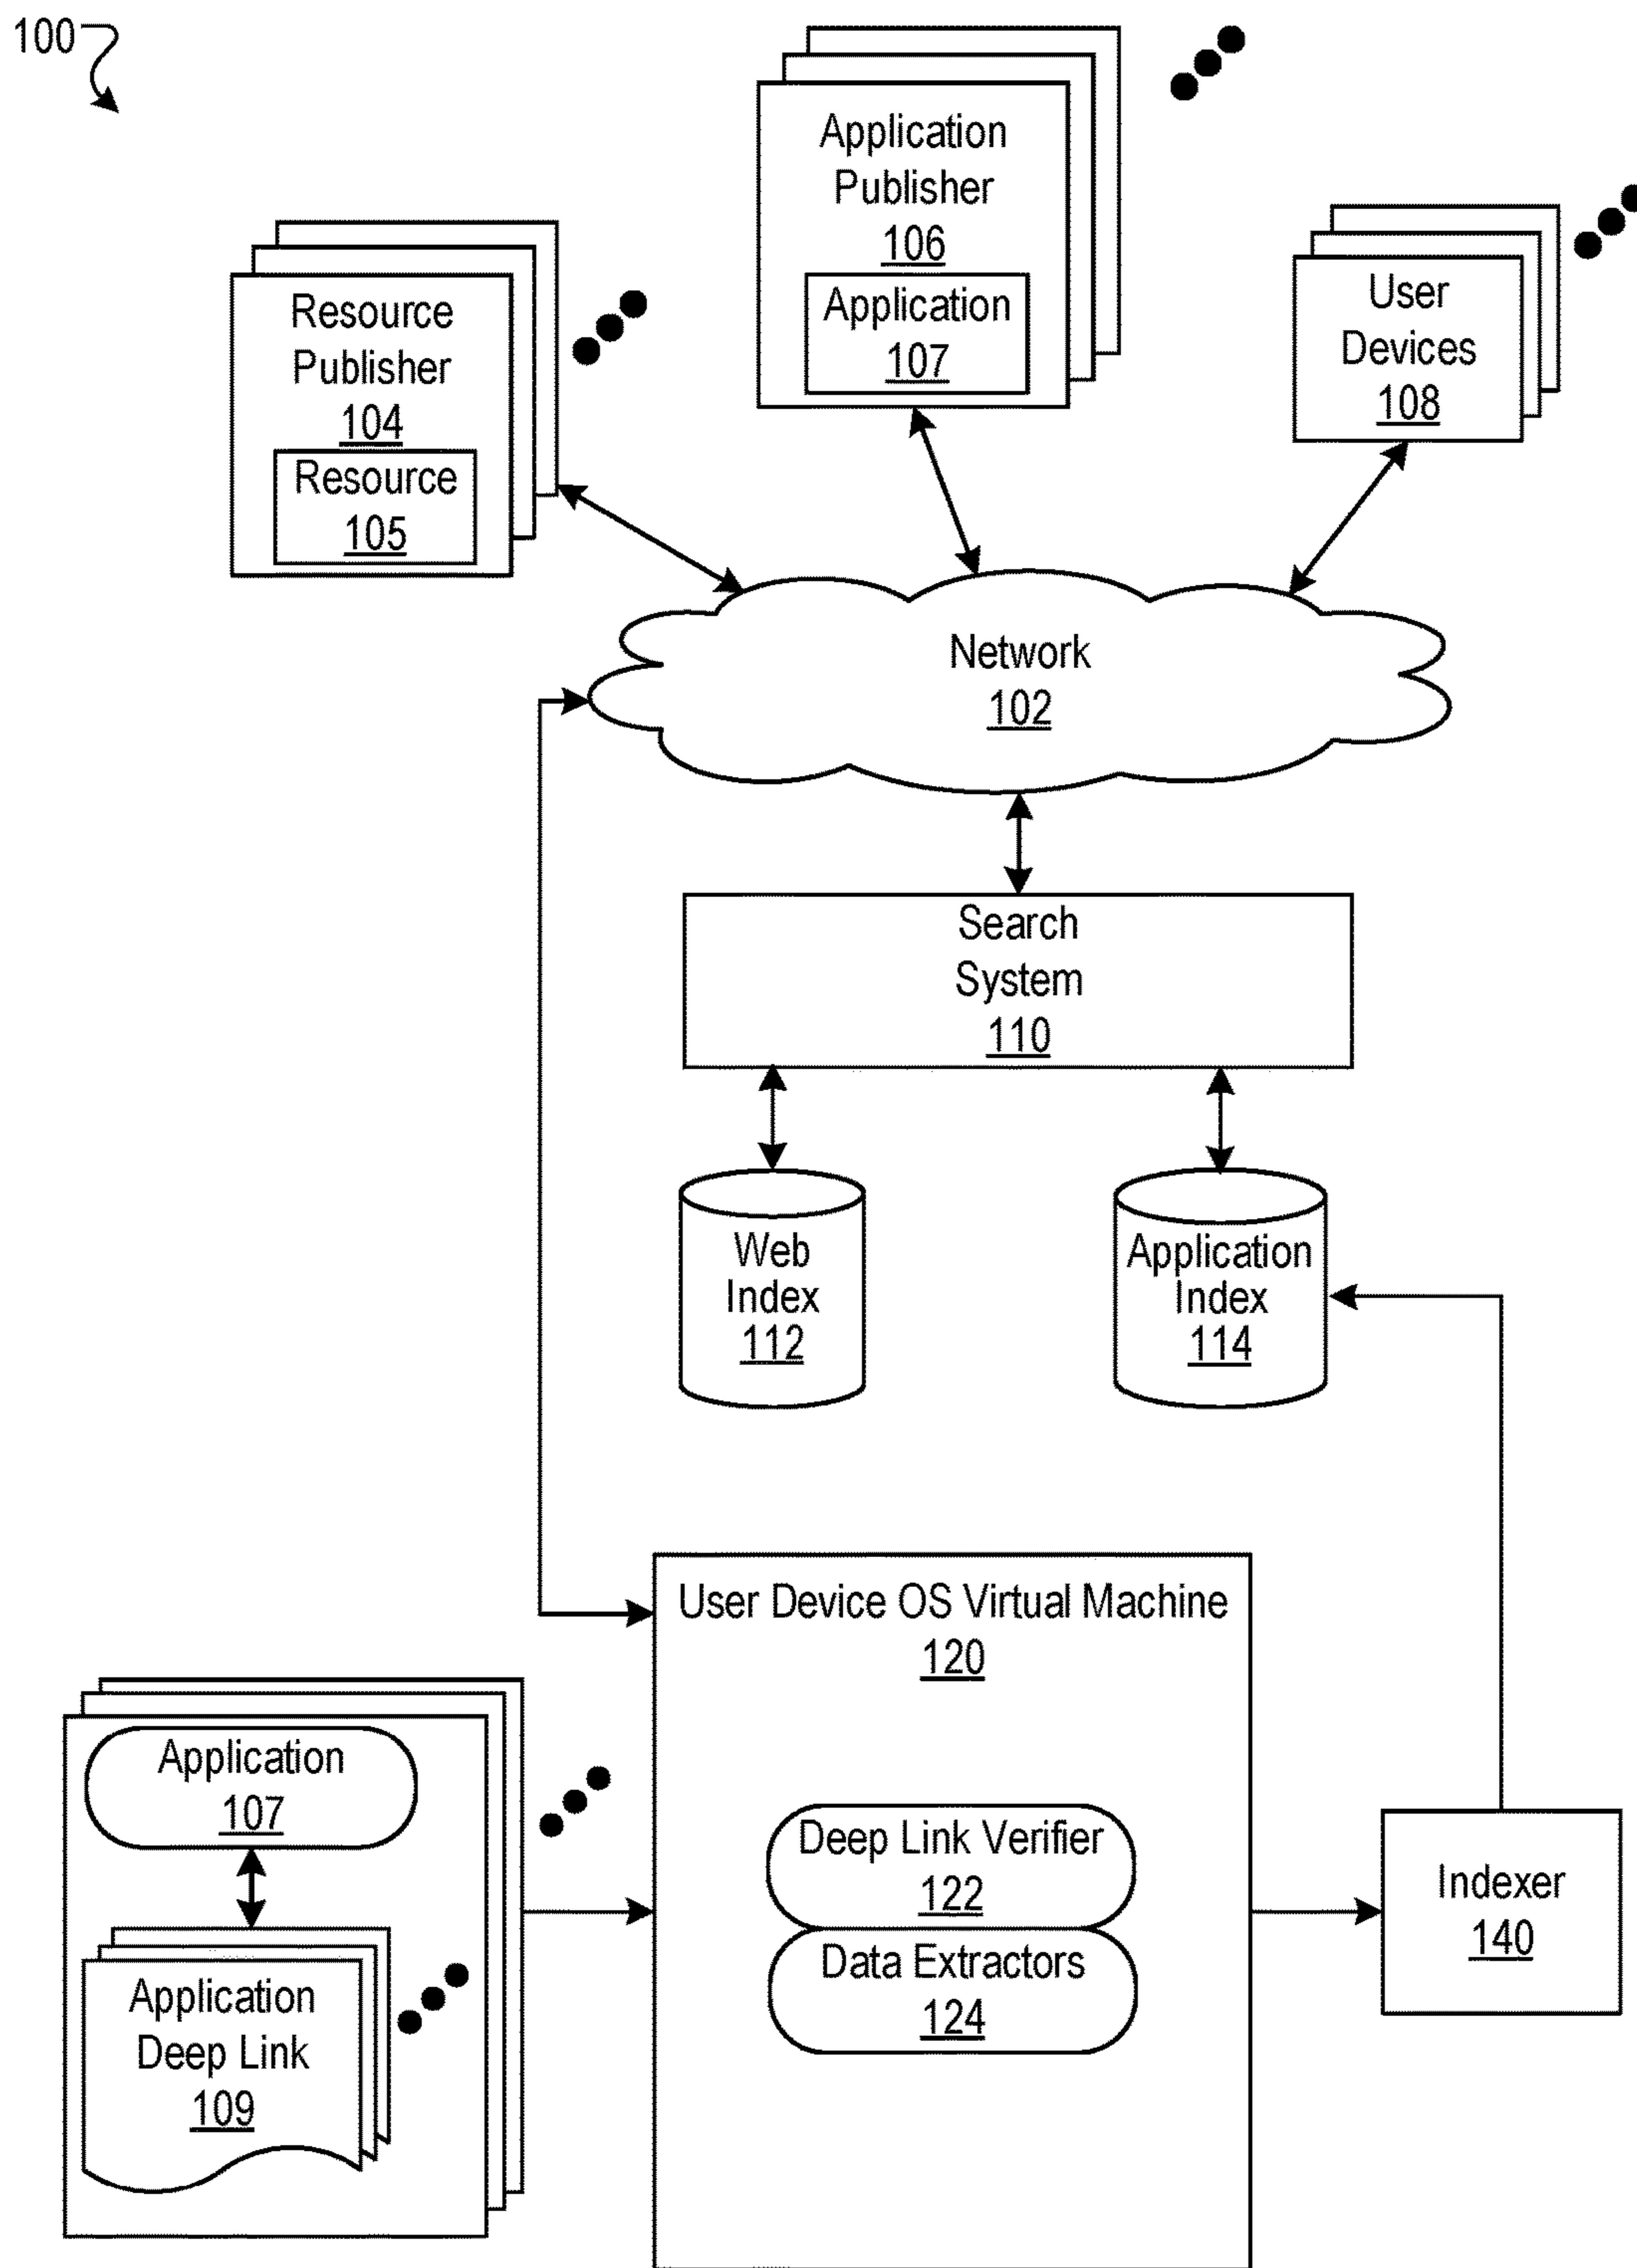 100
Application
Publisher
106
Application
107
Resource
Publisher
104
Resource
105
User
Devices
108
Network
102
Search
System
110
Web
Index
112
Application
Index
114
User Device OS Virtual Machine
120
Application
107
Application
Deep Link
109
Deep Link Verifier
122
Data Extractors
124
Indexer
140